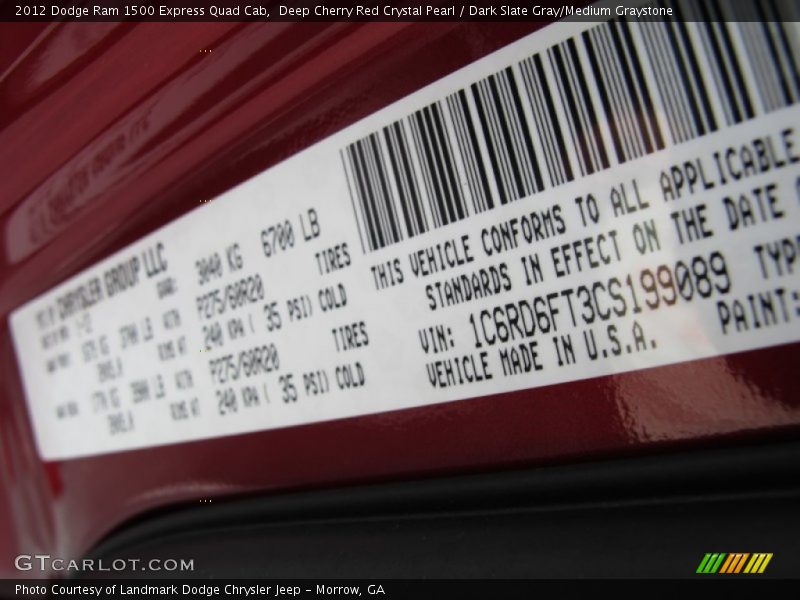 2012 Dodge Ram 1500 Express Quad Cab,  Deep Cherry Red Crystal Pearl / Dark Slate Gray/Medium Graystone
CHRYSLER GROUP LLC
3040 KG 6700 LB
P275/60R20 TIRES
240 KPA ( 35 PSI) COLD
P275/60R20 TIRES
240 KPA ( 35 PSI) COLD
THIS VEHICLE CONFORMS TO ALL APPLICABLE
STANDARDS IN EFFECT ON THE DATE
VIN: 1C6RD6FT3CS199089 TYPE
VEHICLE MADE IN U.S.A. PAINT:
GTCARLOT.COM
Photo Courtesy of Landmark Dodge Chrysler Jeep - Morrow, GA